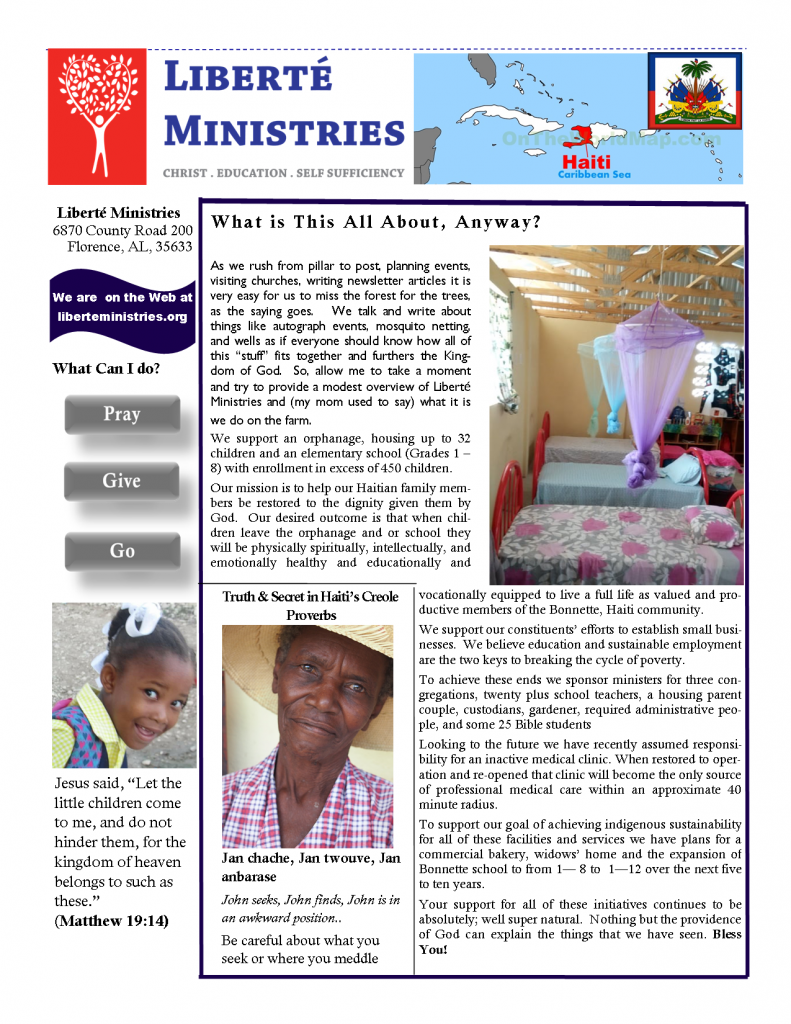 LIBERTÉ
MINISTRIES
CHRIST . EDUCATION . SELF SUFFICIENCY
Haiti
Caribbean Sea
Liberté Ministries
6870 County Road 200
Florence, AL, 35633
We are on the Web at
liberteministries.org
What Can I do?
Pray
Give
Go
Jesus said, “Let the
little children come
to me, and do not
hinder them, for the
kingdom of heaven
belongs to such as
these.”
(Matthew 19:14)
What is This All About, Anyway?
As we rush from pillar to post, planning events,
visiting churches, writing newsletter articles it is
very easy for us to miss the forest for the trees,
as the saying goes. We talk and write about
things like autograph events, mosquito netting,
and wells as if everyone should know how all of
this “stuff” fits together and furthers the King-
dom of God. So, allow me to take a moment
and try to provide a modest overview of Liberté
Ministries and (my mom used to say) what it is
we do on the farm.
We support an orphanage, housing up to 32
children and an elementary school (Grades 1 –
8) with enrollment in excess of 450 children.
Our mission is to help our Haitian family mem-
bers be restored to the dignity given them by
God. Our desired outcome is that when chil-
dren leave the orphanage and or school they
will be physically spiritually, intellectually, and
emotionally healthy and educationally and
vocationally equipped to live a full life as valued and pro-
ductive members of the Bonnette, Haiti community.
We support our constituents’ efforts to establish small busi-
nesses. We believe education and sustainable employment
are the two keys to breaking the cycle of poverty.
To achieve these ends we sponsor ministers for three con-
gregations, twenty plus school teachers, a housing parent
couple, custodians, gardener, required administrative peo-
ple, and some 25 Bible students
Looking to the future we have recently assumed responsi-
bility for an inactive medical clinic. When restored to oper-
ation and re-opened that clinic will become the only source
of professional medical care within an approximate 40
minute radius.
To support our goal of achieving indigenous sustainability
for all of these facilities and services we have plans for a
commercial bakery, widows’ home and the expansion of
Bonnette school to from 1— 8 to 1—12 over the next five
to ten years.
Your support for all of these initiatives continues to be
absolutely; well super natural. Nothing but the providence
of God can explain the things that we have seen. Bless
You!
Truth & Secret in Haiti’s Creole
Proverbs
Jan chache, Jan twouve, Jan
anbarase
John seeks, John finds, John is in
an awkward position..
Be careful about what you
seek or where you meddle